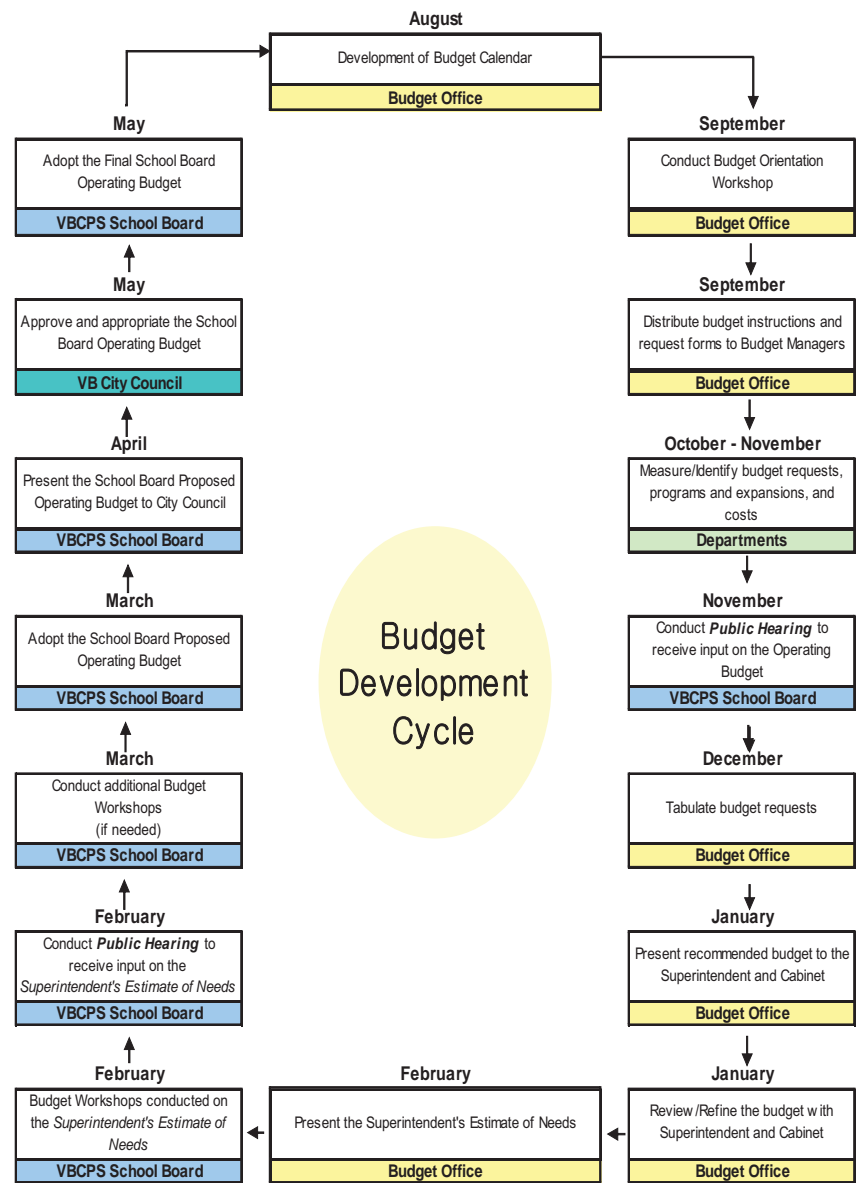 August
Development of Budget Calendar
Budget Office
September
Conduct Budget Orientation
Workshop
Budget Office
September
Distribute budget instructions and
request forms to Budget Managers
Budget Office
October - November
Measure/Identify budget requests,
programs and expansions, and
costs
Departments
November
Conduct Public Hearing to
receive input on the Operating
Budget
VBCPS School Board
December
Tabulate budget requests
Budget Office
January
Present recommended budget to the
Superintendent and Cabinet
Budget Office
January
Review/Refine the budget with
Superintendent and Cabinet
Budget Office
February
Present the Superintendent's Estimate of Needs
Budget Office
February
Budget Workshops conducted on
the Superintendent's Estimate of
Needs
VBCPS School Board
February
Conduct Public Hearing to
receive input on the
Superintendent's Estimate of Needs
VBCPS School Board
March
Conduct additional Budget
Workshops
(if needed)
VBCPS School Board
March
Adopt the School Board Proposed
Operating Budget
VBCPS School Board
April
Present the School Board Proposed
Operating Budget to City Council
VBCPS School Board
May
Approve and appropriate the School
Board Operating Budget
VB City Council
May
Adopt the Final School Board
Operating Budget
VBCPS School Board
Budget
Development
Cycle